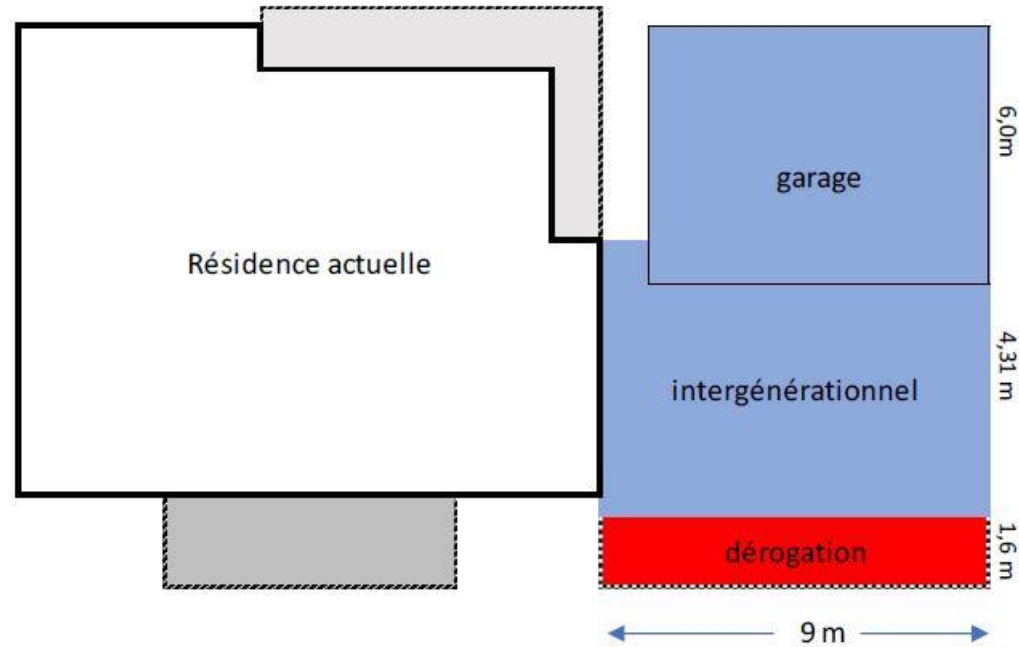 garage
6,0m
Résidence actuelle
intergénérationnel
4,31 m
dérogation
1,6 m
9 m